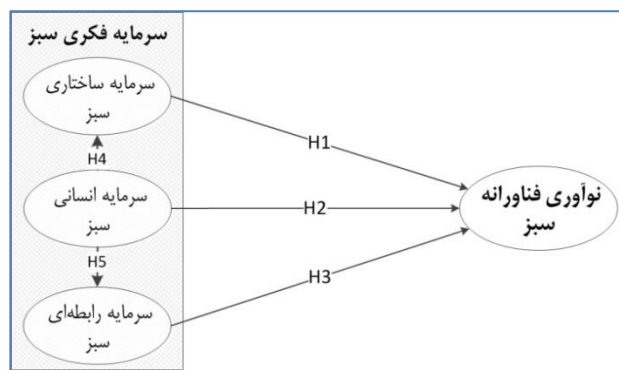 سرمایه فکری سبز
سرمایه ساختاری
سبز
H1
H4
سرمایه انسانی
سبز
H2
نوآوری فناورانه
سبز
H5
H3
سرمایه رابطه‌ای
سبز